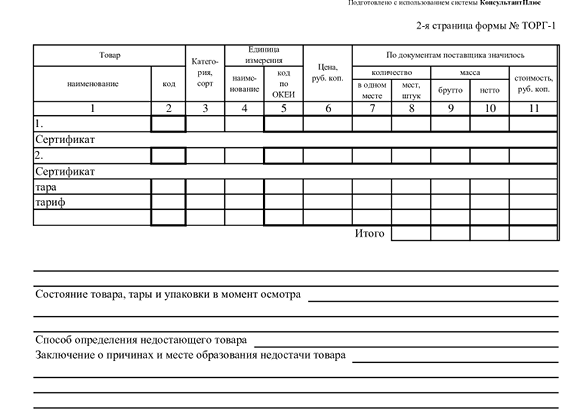 Подготовлено с использованием системы КонсультантПлюс
2-я страница формы № ТОРГ-1
Товар
Катего-
рия,
сорт
Единица
измерения
Цена,
руб. коп.
По документам поставщика значилось
наименование
код
наиме-
нование
код
по
ОКЕИ
количество
масса
стоимость,
руб. коп.
в одном
месте
мест,
штук
брутто
нетто
1 2 3 4 5 6 7 8 9 10 11
1.
Сертификат
2.
Сертификат
тара
тариф
Итого
Состояние товара, тары и упаковки в момент осмотра
Способ определения недостающего товара
Заключение о причинах и месте образования недостачи товара